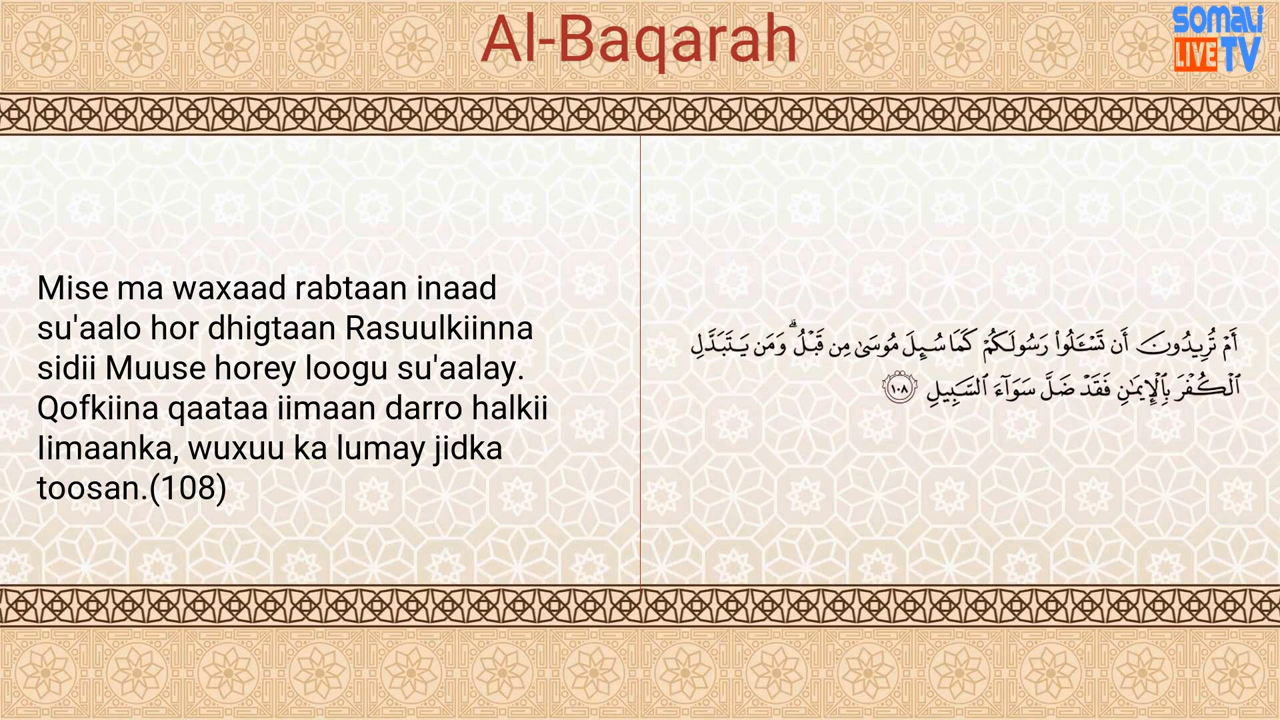 Al-Baqarah
SOMALI
LIVE TV
Mise ma waxaad rabtaan inaad
su'aalo hor dhigtaan Rasuulkiinna
sidii Muuse horey loogu su'aalay.
Qofkiina qaataa iimaan darro halkii
Iimaanka, wuxuu ka lumay jidka
toosan.(108)
أَمْ تُرِيدُونَ أَن تَسْـَٔلُوا۟ رَسُولَكُمْ كَمَا سُئِلَ مُوسَىٰ مِن قَبْلُ ۗ وَمَن يَتَبَدَّلِ
ٱلْكُفْرَ بِٱلْإِيمَـٰنِ فَقَدْ ضَلَّ سَوَآءَ ٱلسَّبِيلِ ١٠٨